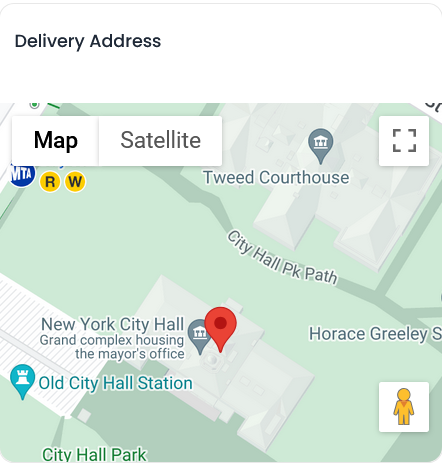 Delivery Address
Map
Satellite
Tweed Courthouse
MTA
R
W
City Hall Pk Path
New York City Hall
Grand complex housing
the mayor's office
Horace Greeley S
Old City Hall Station
City Hall Park